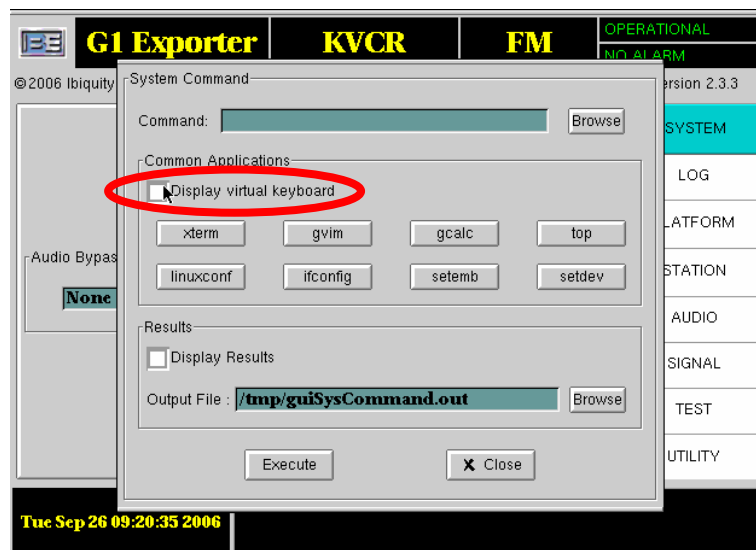 IBE G1 Exporter KVCR FM OPERATIONAL
NO ALARM
©2006 Ibiquity ersion 2.3.3
System Command
Command: Browse
Common Applications
Display virtual keyboard
xterm gvim gcalc top
linuxconf ifconfig setemb setdev
Results
Display Results
Output File : /tmp/guiSysCommand.out Browse
Execute X Close
Audio Bypas
None
SYSTEM
LOG
LATFORM
STATION
AUDIO
SIGNAL
TEST
UTILITY
Tue Sep 26 09:20:35 2006